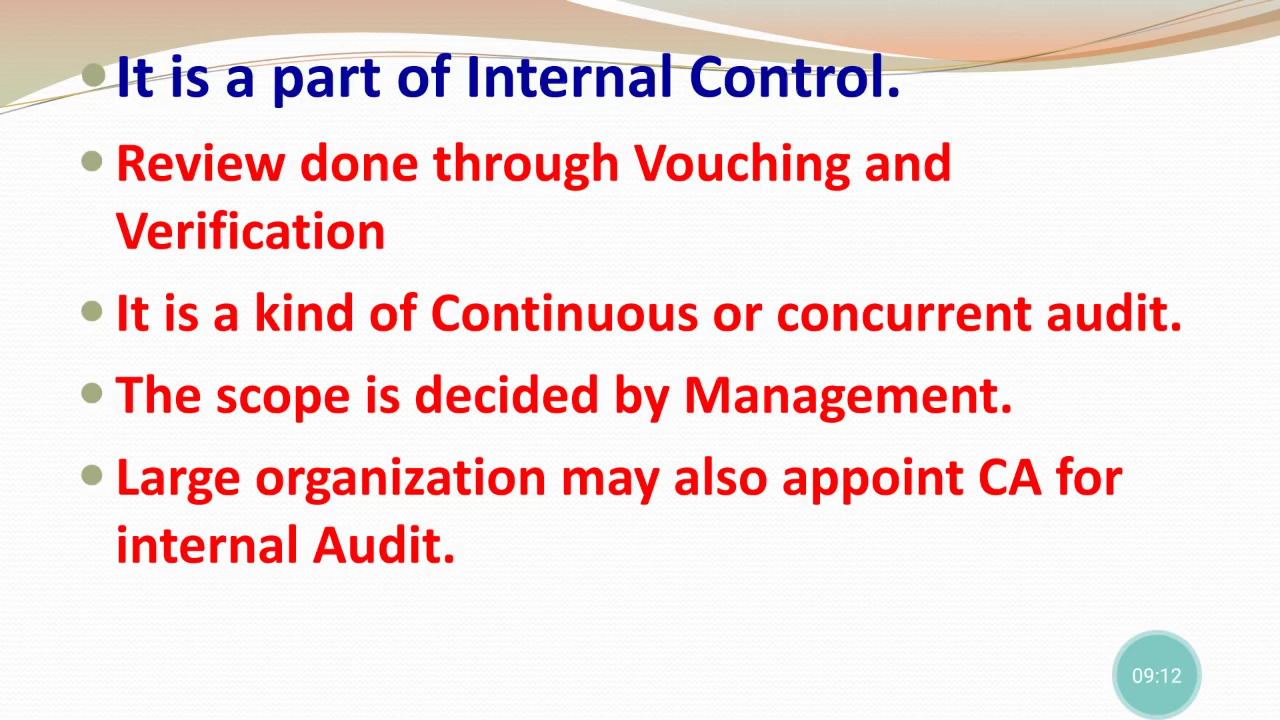 It is a part of Internal Control.
Review done through Vouching and
Verification
It is a kind of Continuous or concurrent audit.
The scope is decided by Management.
Large organization may also appoint CA for
internal Audit.
09:12